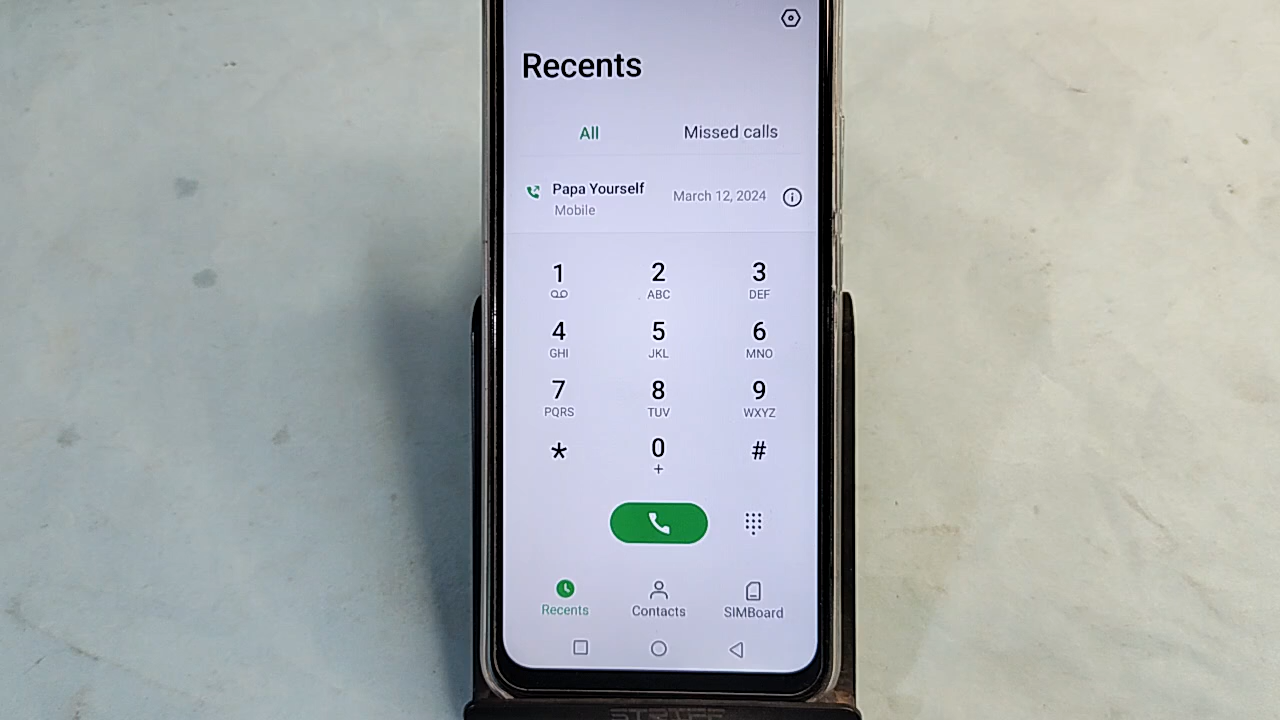 Recents
All Missed calls
Papa Yourself March 12, 2024
Mobile
1 2 3
ABC DEF
4 5 6
GHI JKL MNO
7 8 9
PQRS TUV WXYZ
* 0 #
+
Recents Contacts SIMBoard